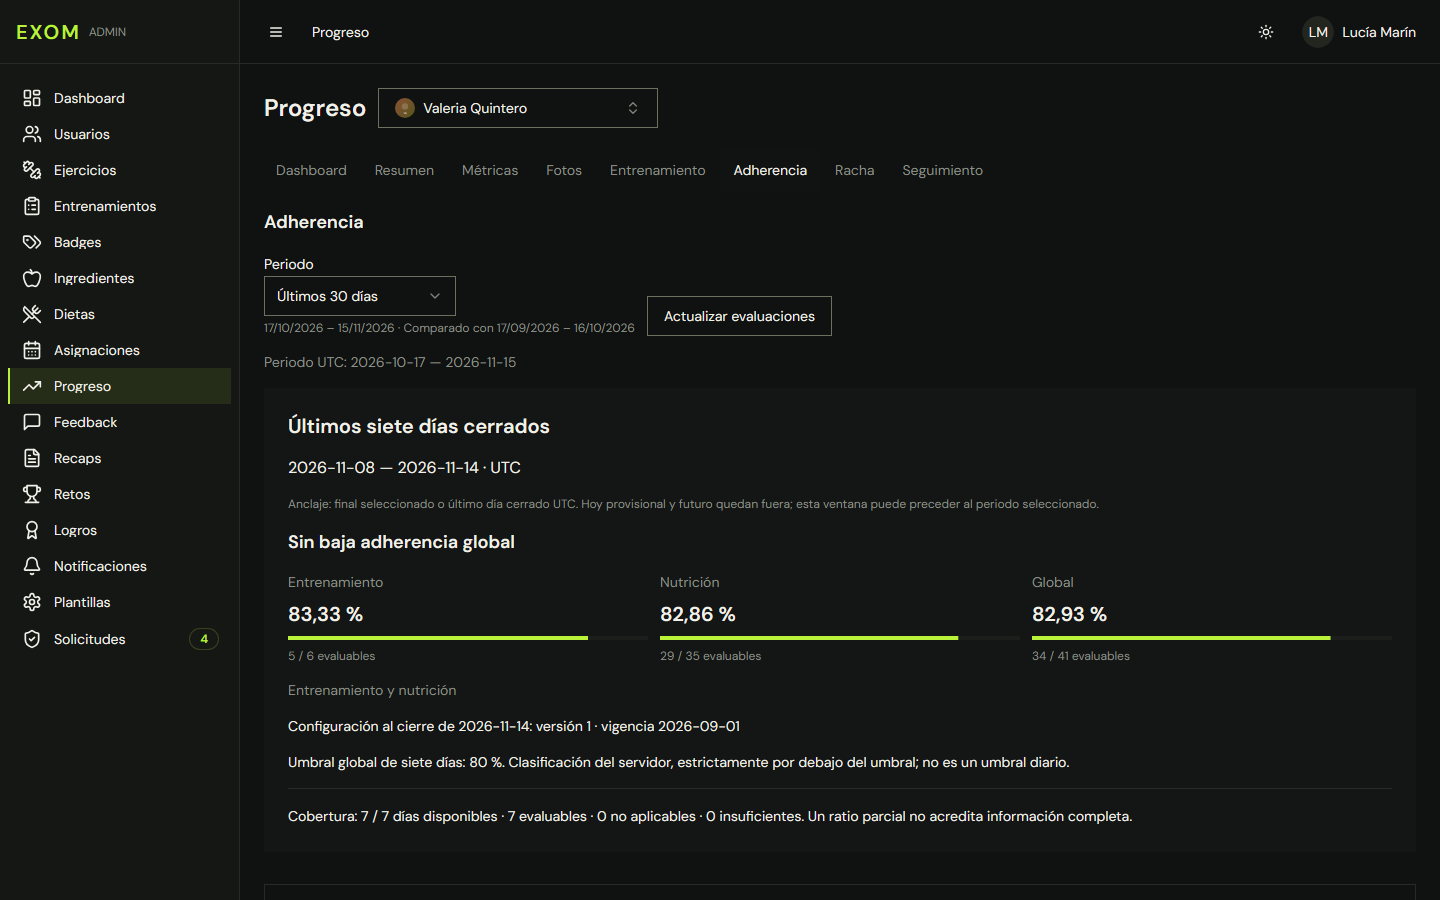 EXOM ADMIN
Progreso
LM Lucía Marín
Dashboard
Usuarios
Ejercicios
Entrenamientos
Badges
Ingredientes
Dietas
Asignaciones
Progreso
Feedback
Recaps
Retos
Logros
Notificaciones
Plantillas
Solicitudes 4
Progreso Valeria Quintero
Dashboard Resumen Métricas Fotos Entrenamiento Adherencia Racha Seguimiento
Adherencia
Periodo
Últimos 30 días
17/10/2026 – 15/11/2026 · Comparado con 17/09/2026 – 16/10/2026
Actualizar evaluaciones
Periodo UTC: 2026-10-17 — 2026-11-15
Últimos siete días cerrados
2026-11-08 — 2026-11-14 · UTC
Anclaje: final seleccionado o último día cerrado UTC. Hoy provisional y futuro quedan fuera; esta ventana puede preceder al periodo seleccionado.
Sin baja adherencia global
Entrenamiento Nutrición Global
83,33 % 82,86 % 82,93 %
5 / 6 evaluables 29 / 35 evaluables 34 / 41 evaluables
Entrenamiento y nutrición
Configuración al cierre de 2026-11-14: versión 1 · vigencia 2026-09-01
Umbral global de siete días: 80 %. Clasificación del servidor, estrictamente por debajo del umbral; no es un umbral diario.
Cobertura: 7 / 7 días disponibles · 7 evaluables · 0 no aplicables · 0 insuficientes. Un ratio parcial no acredita información completa.